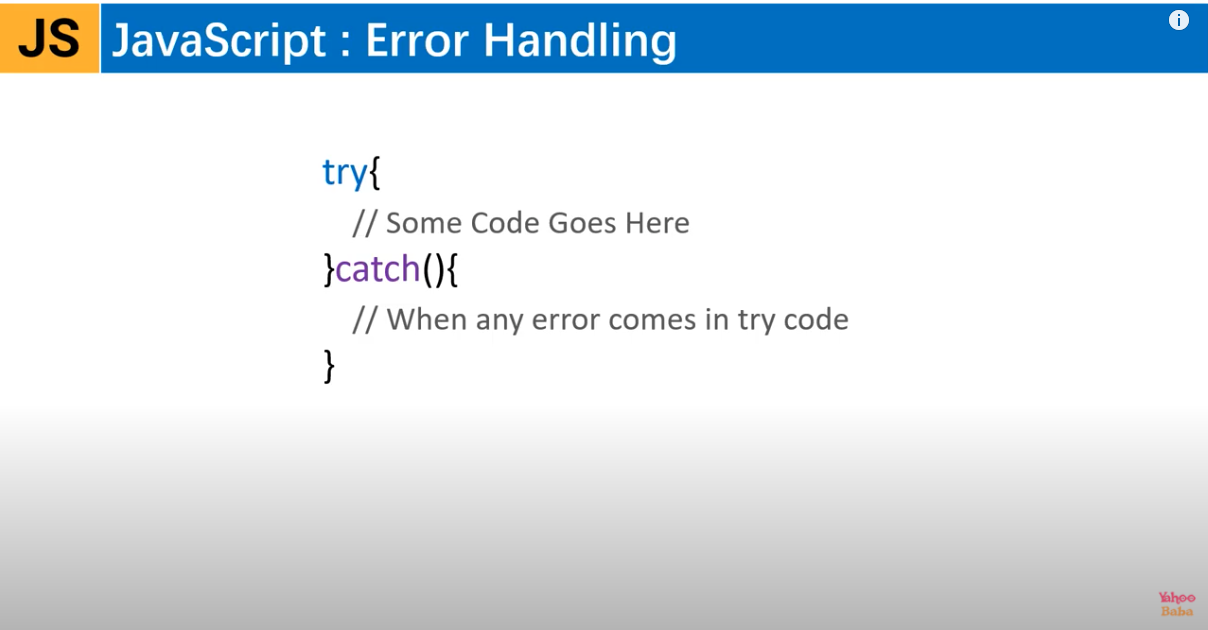 JS JavaScript : Error Handling
i
try{
// Some Code Goes Here
}catch(){
// When any error comes in try code
}
Yahoo
Baba